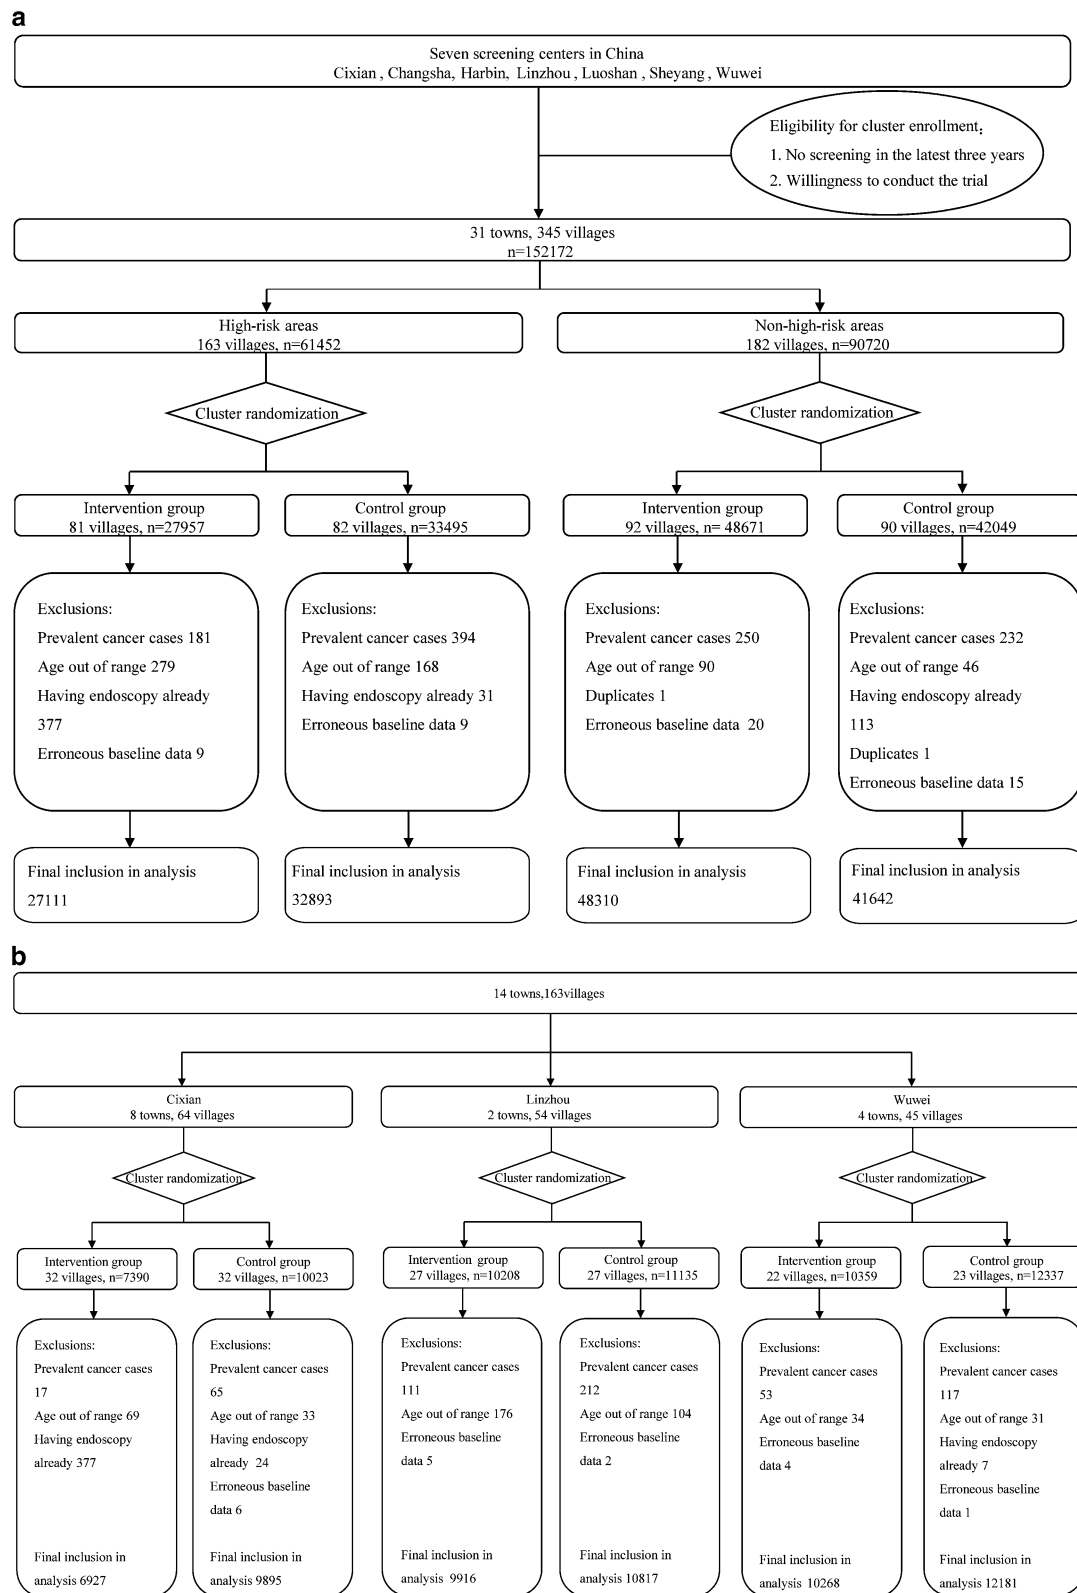 a
Seven screening centers in China
Cixian , Changsha, Harbin, Linzhou , Luoshan , Sheyang , Wuwei
Eligibility for cluster enrollment:
1. No screening in the latest three years
2. Willingness to conduct the trial
31 towns, 345 villages
n=152172
High-risk areas
163 villages, n=61452
Non-high-risk areas
182 villages, n=90720
Cluster randomization
Cluster randomization
Intervention group
81 villages, n=27957
Control group
82 villages, n=33495
Intervention group
92 villages, n= 48671
Control group
90 villages, n=42049
Exclusions:
Prevalent cancer cases 181
Age out of range 279
Having endoscopy already
377
Erroneous baseline data 9
Exclusions:
Prevalent cancer cases 394
Age out of range 168
Having endoscopy already 31
Erroneous baseline data 9
Exclusions:
Prevalent cancer cases 250
Age out of range 90
Duplicates 1
Erroneous baseline data 20
Exclusions:
Prevalent cancer cases 232
Age out of range 46
Having endoscopy already
113
Duplicates 1
Erroneous baseline data 15
Final inclusion in analysis
27111
Final inclusion in analysis
32893
Final inclusion in analysis
48310
Final inclusion in analysis
41642
b
14 towns,163villages
Cixian
8 towns, 64 villages
Linzhou
2 towns, 54 villages
Wuwei
4 towns, 45 villages
Cluster randomization
Cluster randomization
Cluster randomization
Intervention group
32 villages, n=7390
Control group
32 villages, n=10023
Intervention group
27 villages, n=10208
Control group
27 villages, n=11135
Intervention group
22 villages, n=10359
Control group
23 villages, n=12337
Exclusions:
Prevalent cancer cases
17
Age out of range 69
Having endoscopy
already 377
Final inclusion in
analysis 6927
Exclusions:
Prevalent cancer cases
65
Age out of range 33
Having endoscopy
already 24
Erroneous baseline
data 6
Final inclusion in
analysis 9895
Exclusions:
Prevalent cancer cases
111
Age out of range 176
Erroneous baseline
data 5
Final inclusion in
analysis 9916
Exclusions:
Prevalent cancer cases
212
Age out of range 104
Erroneous baseline
data 2
Final inclusion in
analysis 10817
Exclusions:
Prevalent cancer cases
53
Age out of range 34
Erroneous baseline
data 4
Final inclusion in
analysis 10268
Exclusions:
Prevalent cancer cases
117
Age out of range 31
Having endoscopy
already 7
Erroneous baseline
data 1
Final inclusion in
analysis 12181